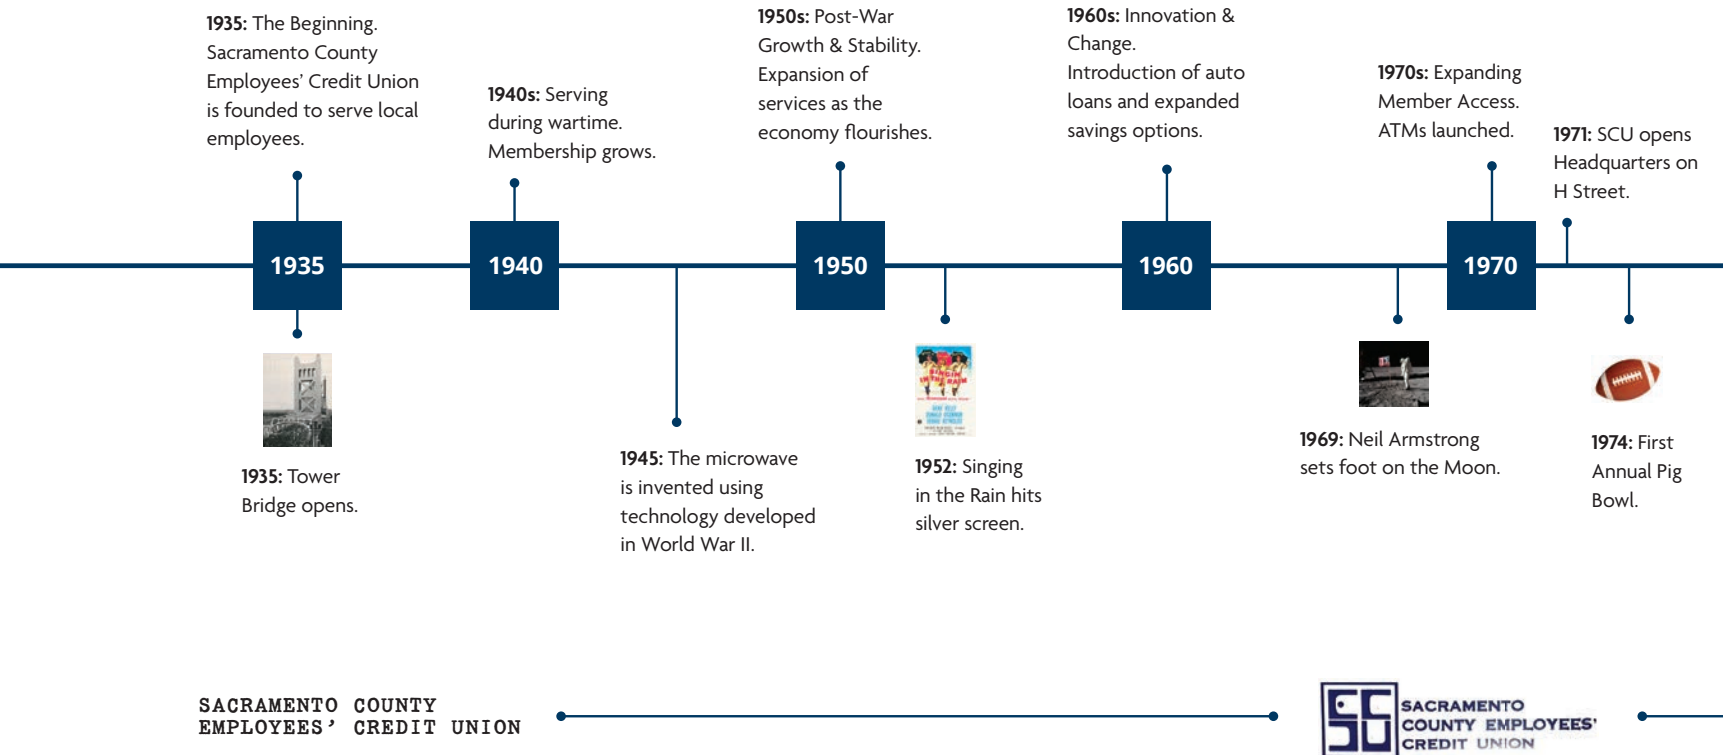 1935: The Beginning.
Sacramento County
Employees’ Credit Union
is founded to serve local
employees.
1940s: Serving
during wartime.
Membership grows.
1950s: Post-War
Growth & Stability.
Expansion of
services as the
economy flourishes.
1960s: Innovation &
Change.
Introduction of auto
loans and expanded
savings options.
1970s: Expanding
Member Access.
ATMs launched.
1971: SCU opens
Headquarters on
H Street.
1935
1940
1950
1960
1970
1935: Tower
Bridge opens.
1945: The microwave
is invented using
technology developed
in World War II.
SINGIN'
IN THE RAIN
1952: Singing
in the Rain hits
silver screen.
1969: Neil Armstrong
sets foot on the Moon.
1974: First
Annual Pig
Bowl.
SACRAMENTO COUNTY
EMPLOYEES’ CREDIT UNION
SACRAMENTO
COUNTY EMPLOYEES’
CREDIT UNION